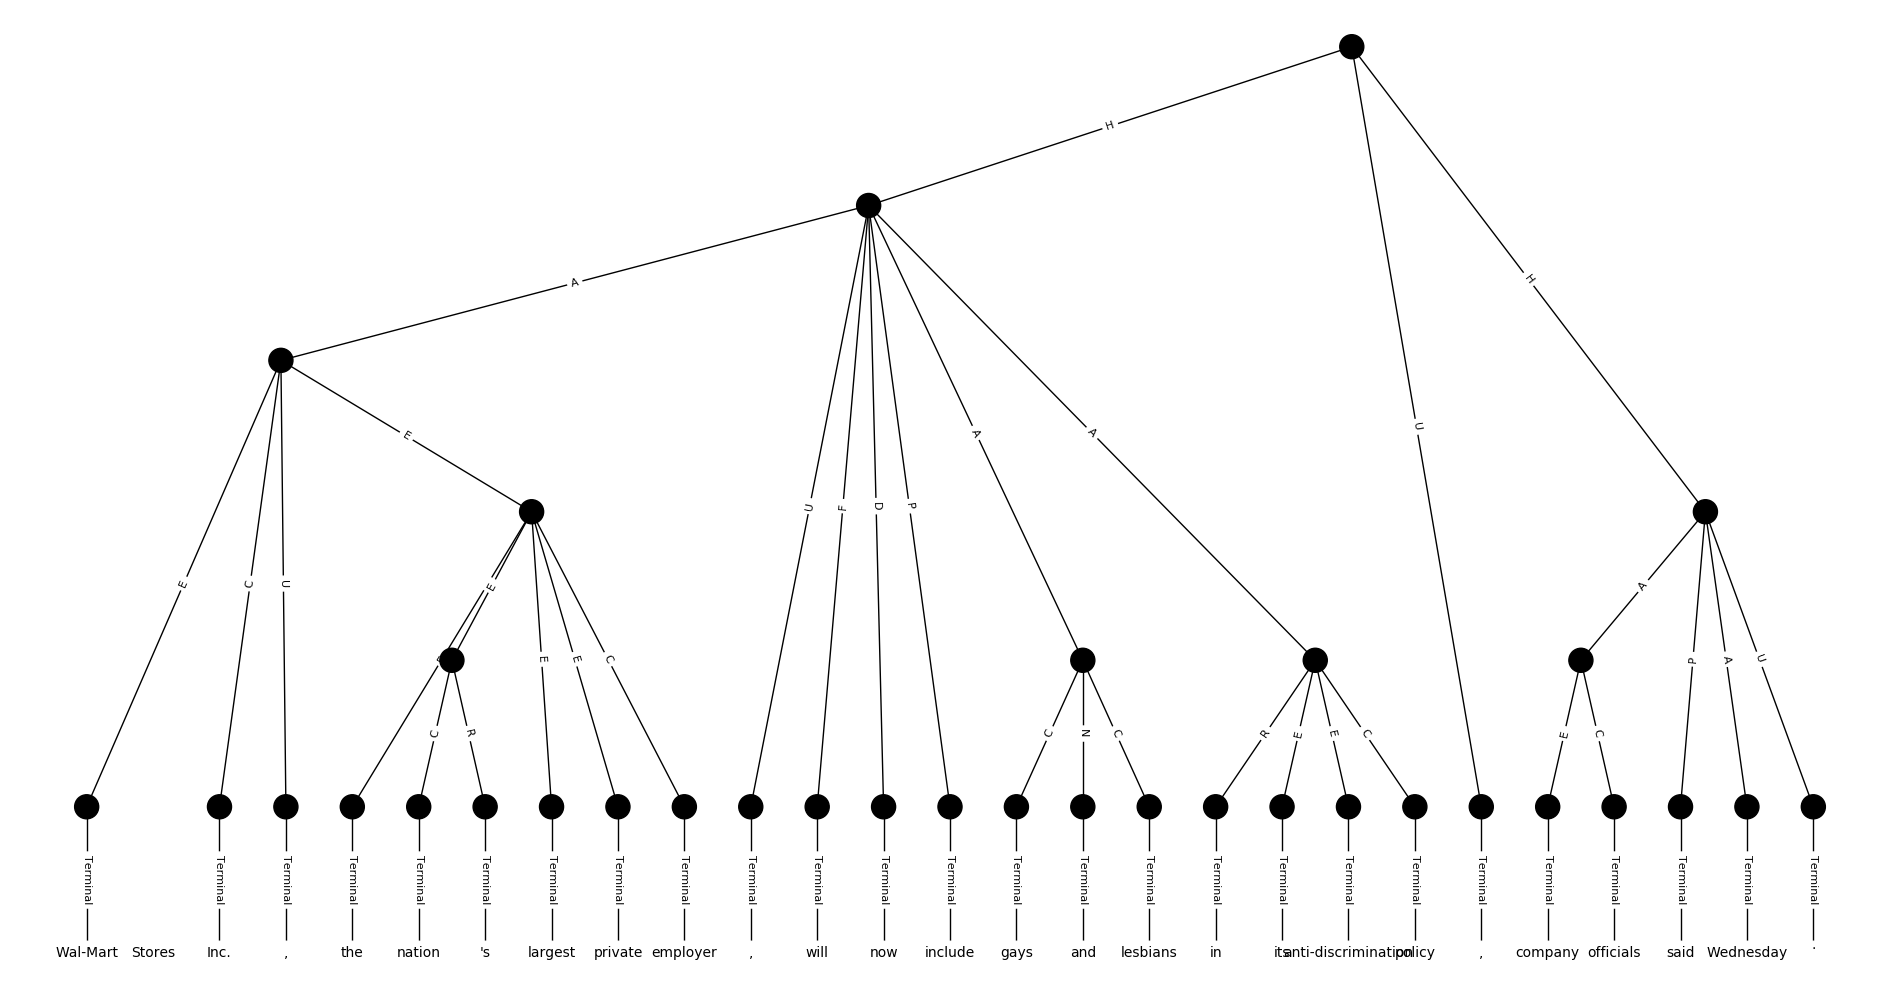 H
A
H
E
A
A
U
U F D P
E C U
E
A
E E E C
P A U
C R
C N C
R E E C
E C
Terminal Terminal Terminal Terminal Terminal Terminal Terminal Terminal Terminal Terminal Terminal Terminal Terminal Terminal Terminal Terminal Terminal Terminal Terminal Terminal Terminal Terminal Terminal Terminal Terminal Terminal
Wal-Mart Stores Inc. , the nation 's largest private employer , will now include gays and lesbians in its anti-discrimination policy , company officials said Wednesday .